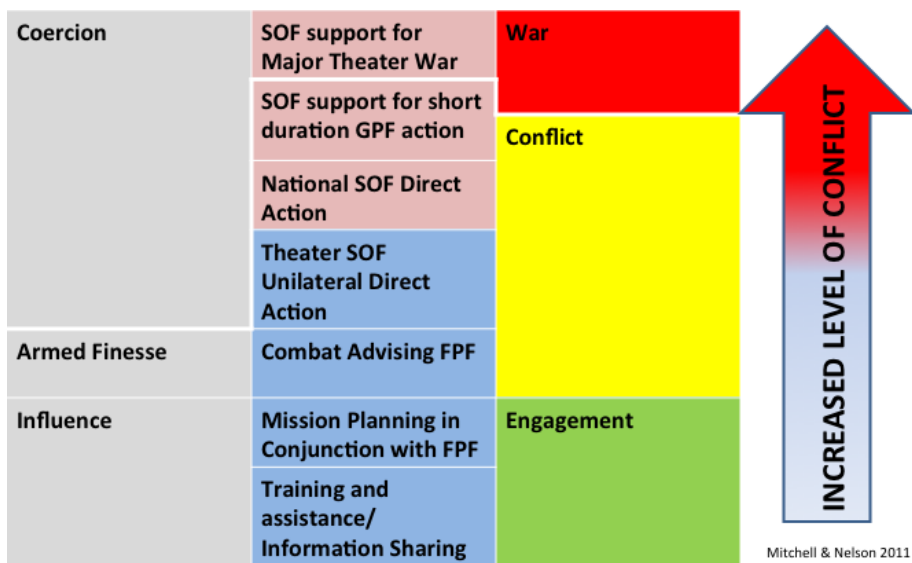 Coercion
SOF support for
Major Theater War
War
SOF support for short
duration GPF action
Conflict
National SOF Direct
Action
Theater SOF
Unilateral Direct
Action
Armed Finesse
Combat Advising FPF
Influence
Mission Planning in
Conjunction with FPF
Engagement
Training and
assistance/
Information Sharing
INCREASED LEVEL OF CONFLICT
Mitchell & Nelson 2011